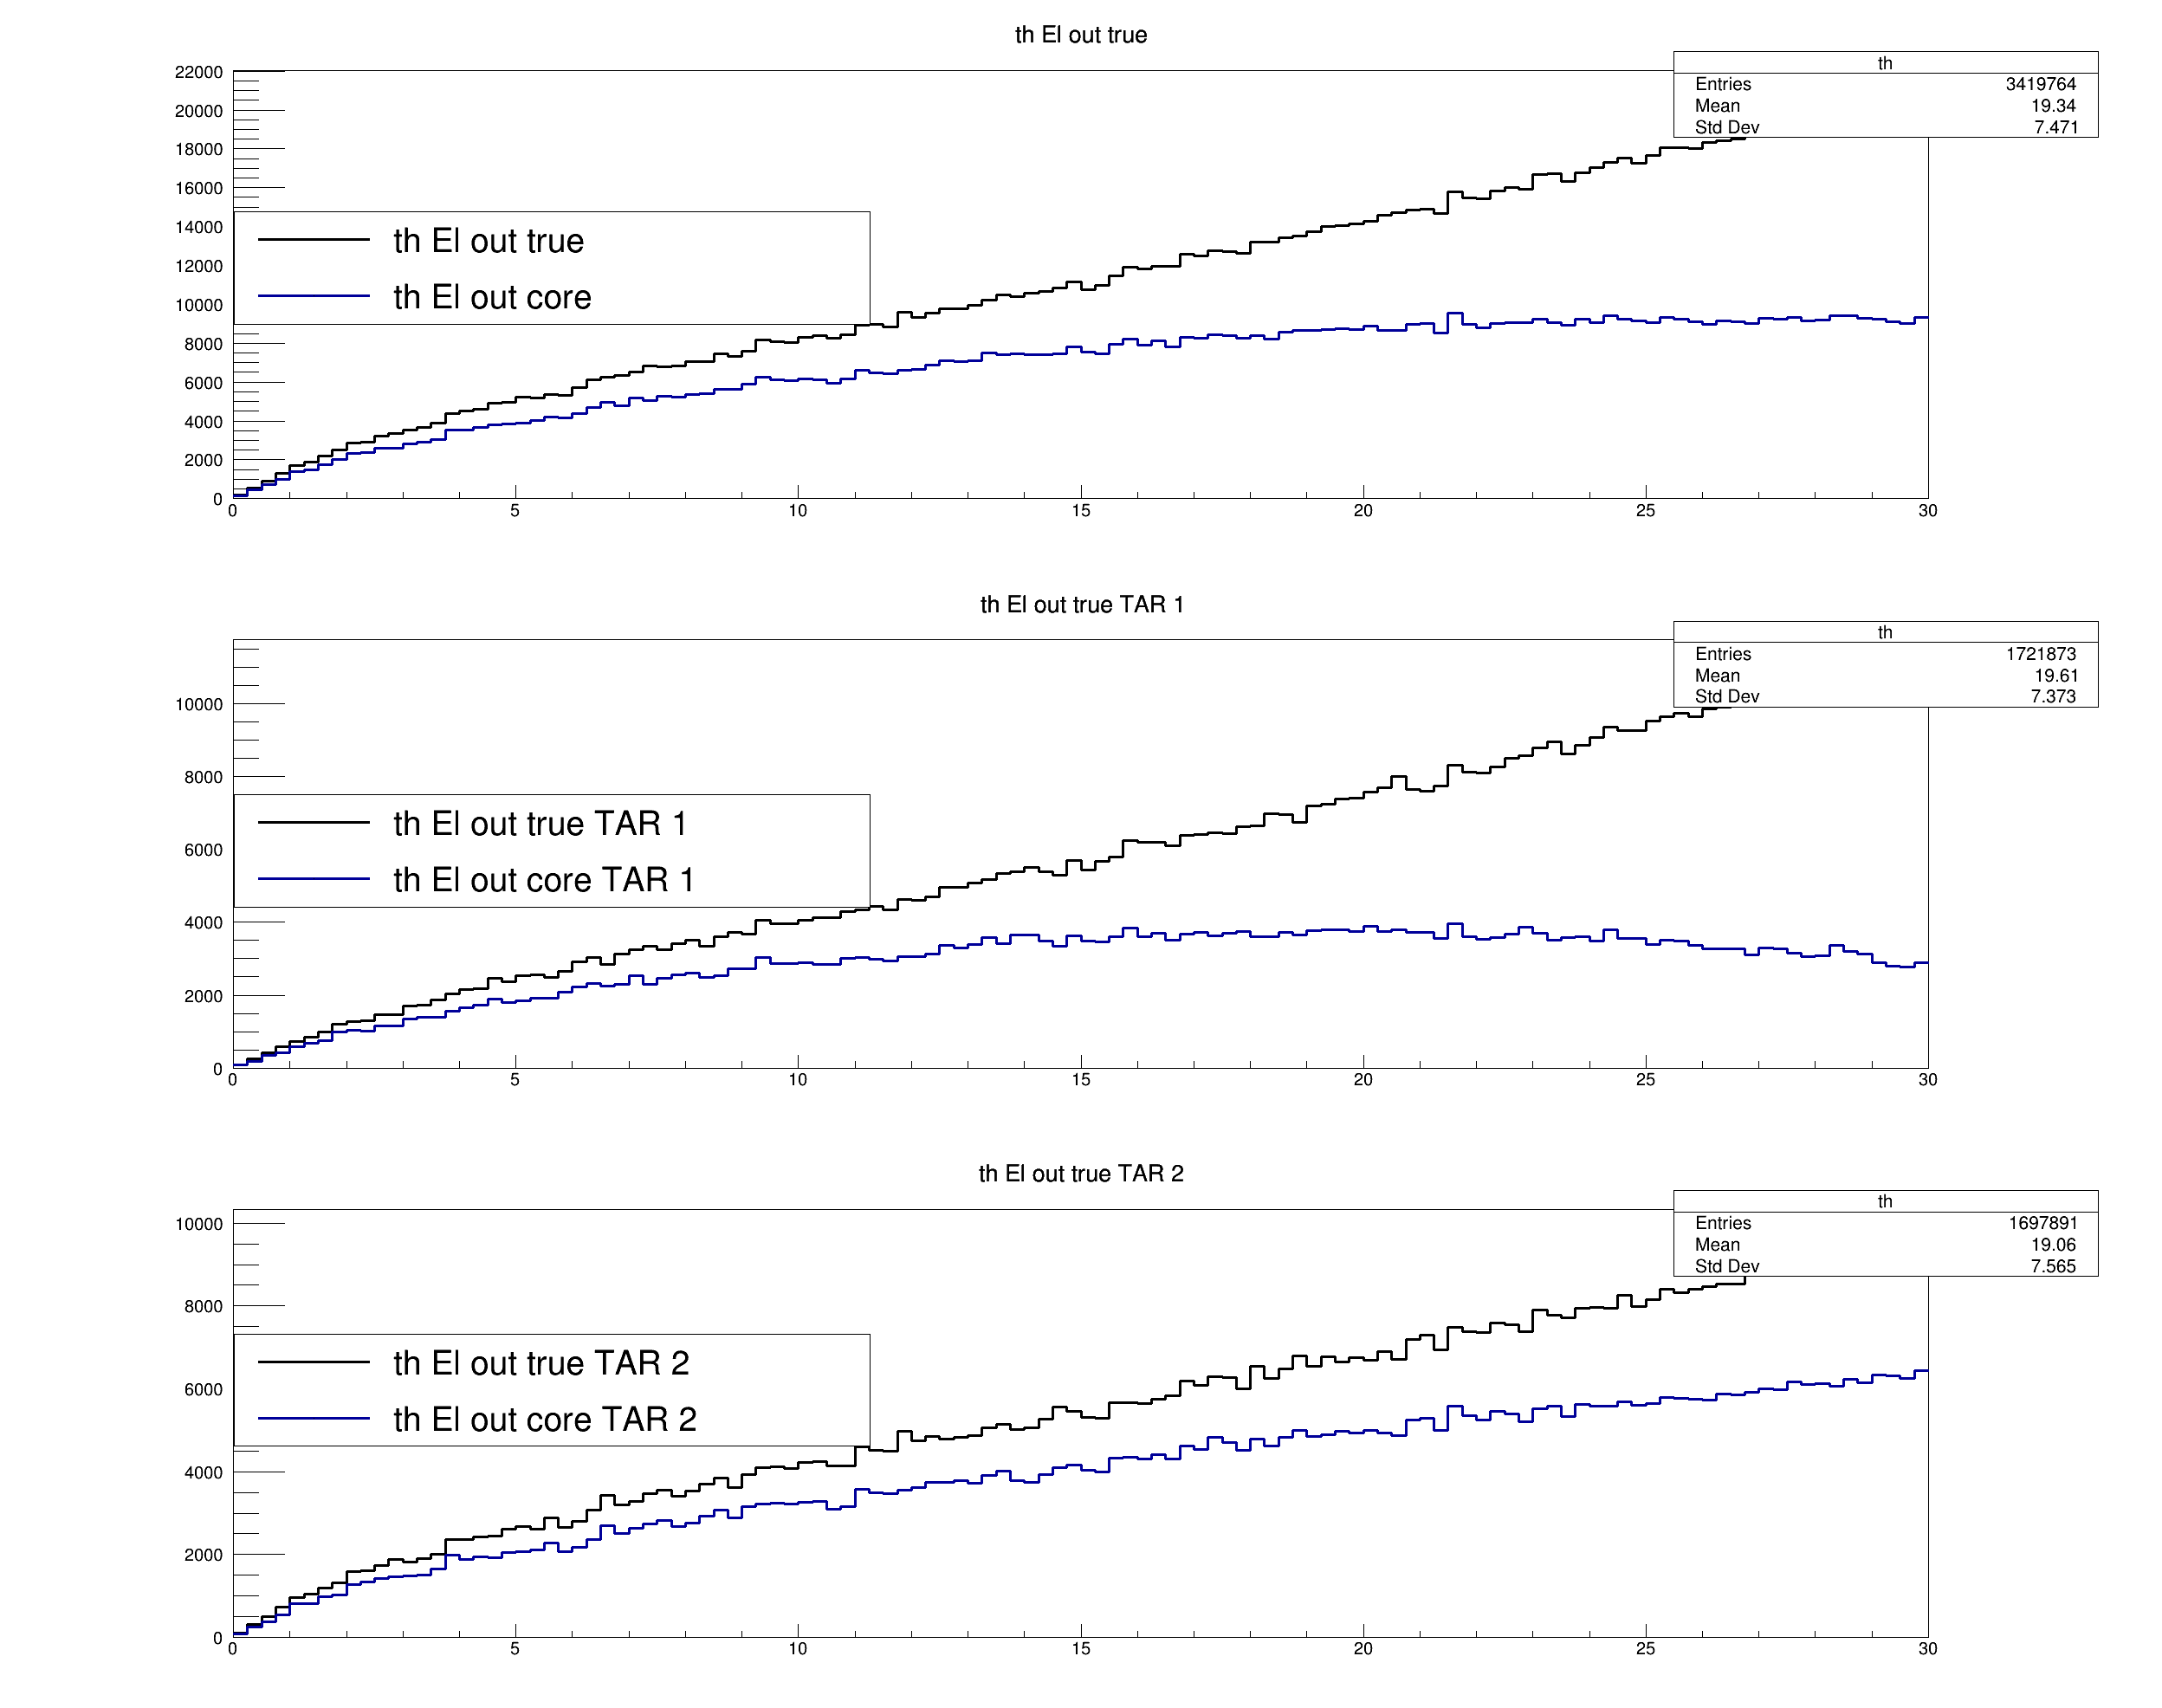 th El out true
th
Entries 3419764
Mean 19.34
Std Dev 7.471
22000
20000
18000
16000
14000
12000
10000
8000
6000
4000
2000
0
th El out true
th El out core
0 5 10 15 20 25 30
th El out true TAR 1
th
Entries 1721873
Mean 19.61
Std Dev 7.373
10000
8000
6000
4000
2000
0
th El out true TAR 1
th El out core TAR 1
0 5 10 15 20 25 30
th El out true TAR 2
th
Entries 1697891
Mean 19.06
Std Dev 7.565
10000
8000
6000
4000
2000
0
th El out true TAR 2
th El out core TAR 2
0 5 10 15 20 25 30